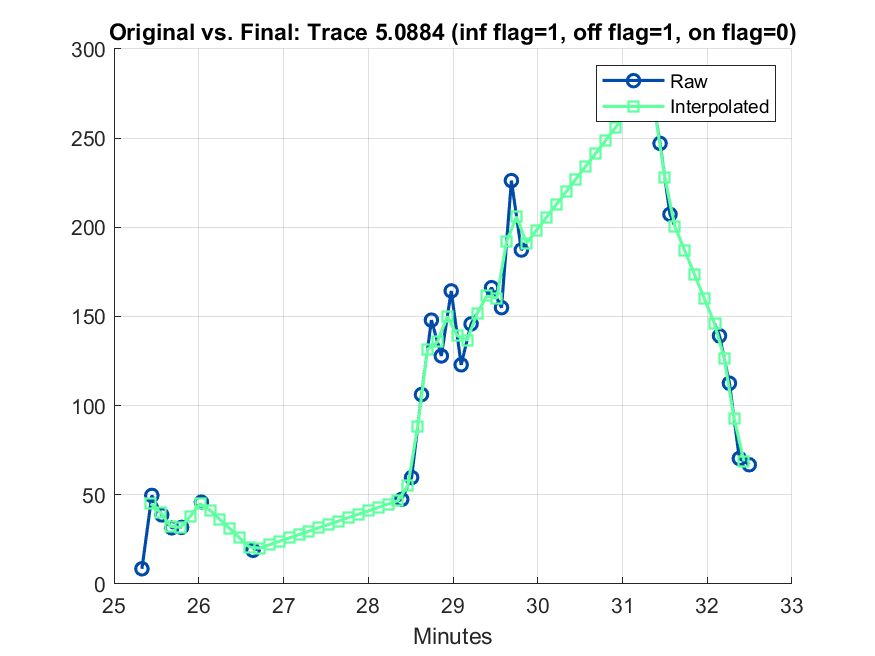 Original vs. Final: Trace 5.0884 (inf flag=1, off flag=1, on flag=0)
300
250
200
150
100
50
0
Raw
Interpolated
25 26 27 28 29 30 31 32 33
Minutes